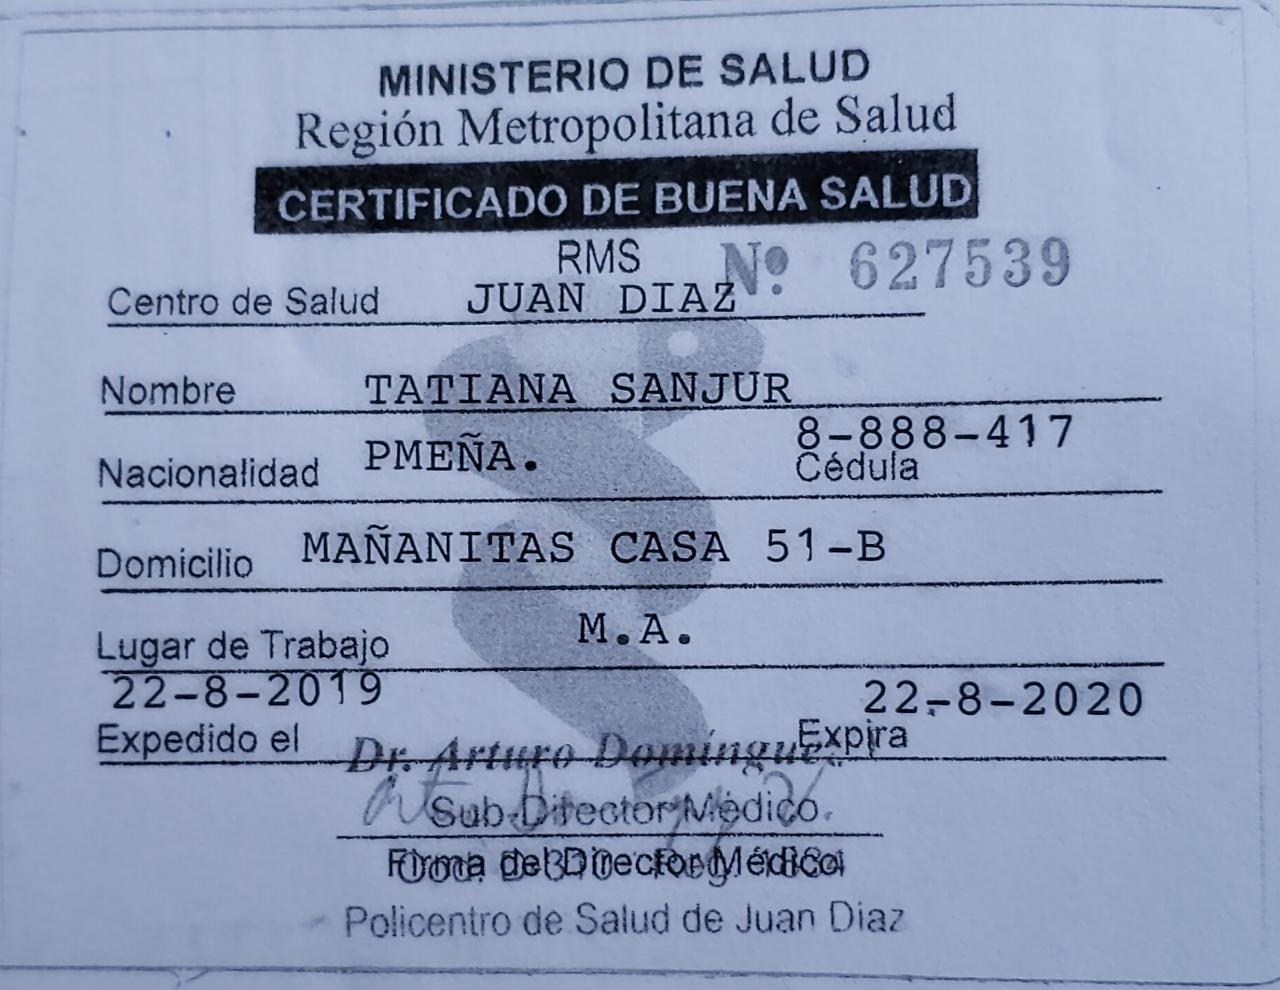 MINISTERIO DE SALUD
Región Metropolitana de Salud
CERTIFICADO DE BUENA SALUD
RMS Nº. 627539
Centro de Salud JUAN DIAZ
Nombre TATIANA SANJUR
8-888-417
Nacionalidad PMEÑA. Cédula
Domicilio MAÑANITAS CASA 51-B
Lugar de Trabajo M.A.
22-8-2019 22-8-2020
Expedido el Expira
Dr. Arturo Domínguez
Sub-Director Médico.
Firma del Director Médico
Policentro de Salud de Juan Diaz